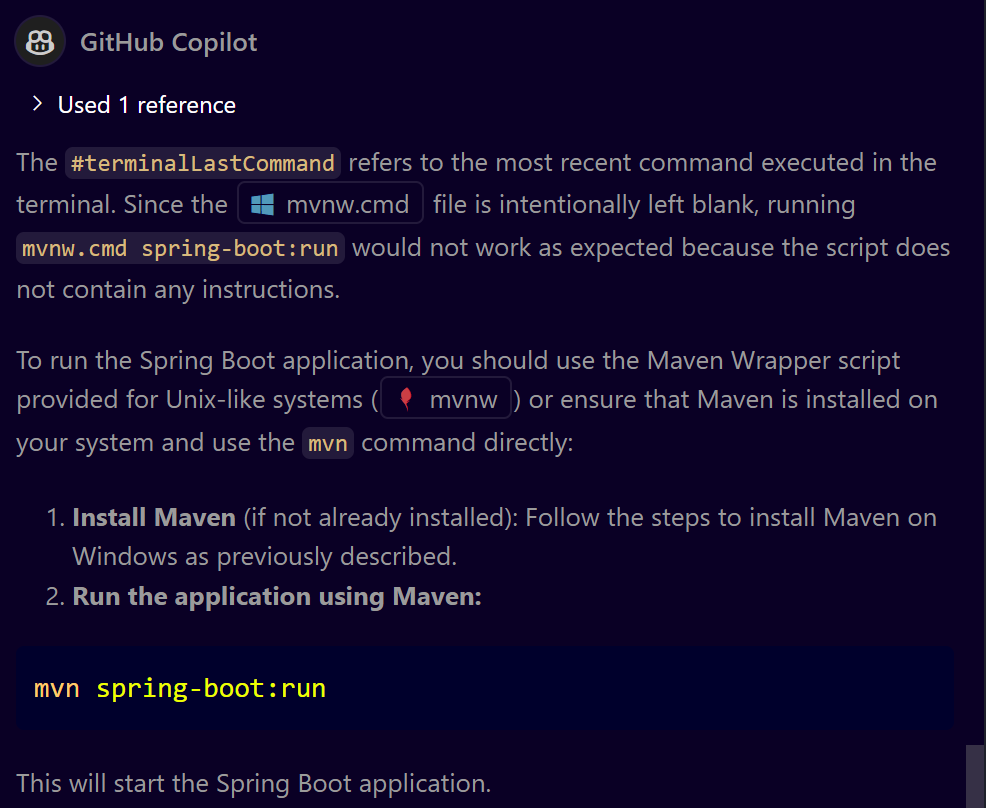 GitHub Copilot
Used 1 reference
The #terminalLastCommand refers to the most recent command executed in the
terminal. Since the mvnw.cmd file is intentionally left blank, running
mvnw.cmd spring-boot:run would not work as expected because the script does
not contain any instructions.
To run the Spring Boot application, you should use the Maven Wrapper script
provided for Unix-like systems ( mvnw ) or ensure that Maven is installed on
your system and use the mvn command directly:
1. Install Maven (if not already installed): Follow the steps to install Maven on
Windows as previously described.
2. Run the application using Maven:
mvn spring-boot:run
This will start the Spring Boot application.